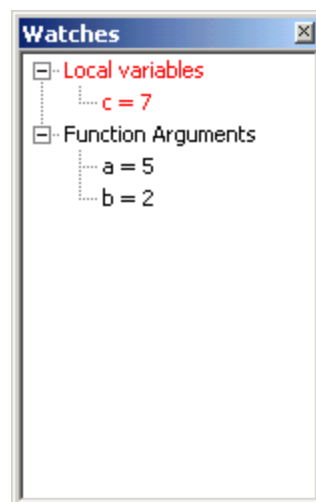 Watches
Local variables
c = 7
Function Arguments
a = 5
b = 2